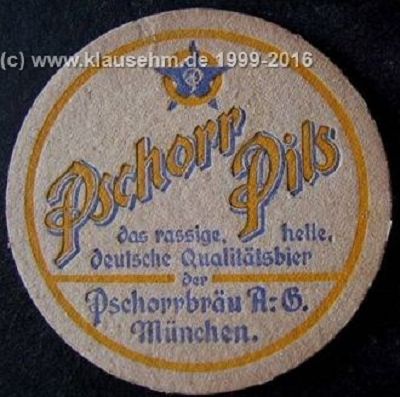 (c) www.klausehm.de 1999-2016
Pschorr Pils
das rassige, helle,
deutsche Qualitätsbier
der
Pschorrbräu A:G.
München.